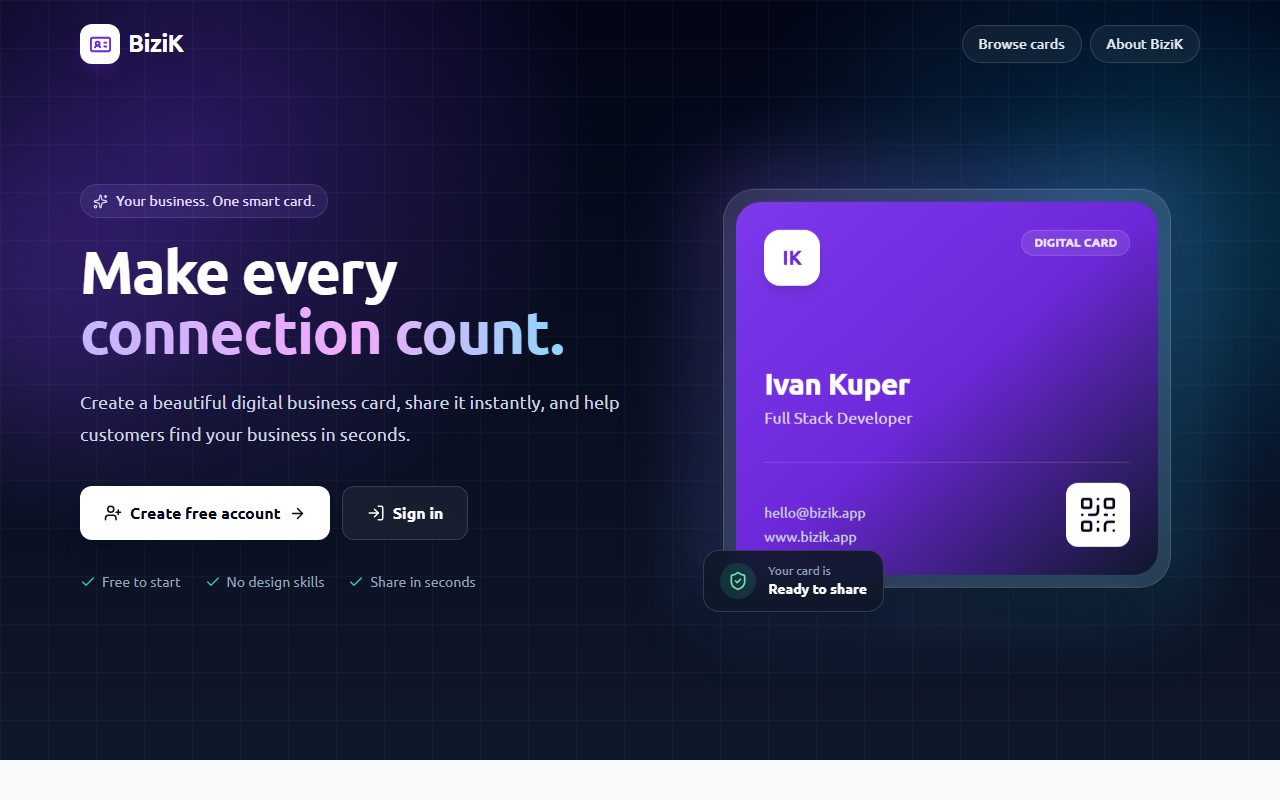 BiziK
Browse cards
About BiziK
Your business. One smart card.
Make every
connection count.
Create a beautiful digital business card, share it instantly, and help
customers find your business in seconds.
Create free account
Sign in
Free to start
No design skills
Share in seconds
IK
DIGITAL CARD
Ivan Kuper
Full Stack Developer
hello@bizik.app
www.bizik.app
Your card is
Ready to share